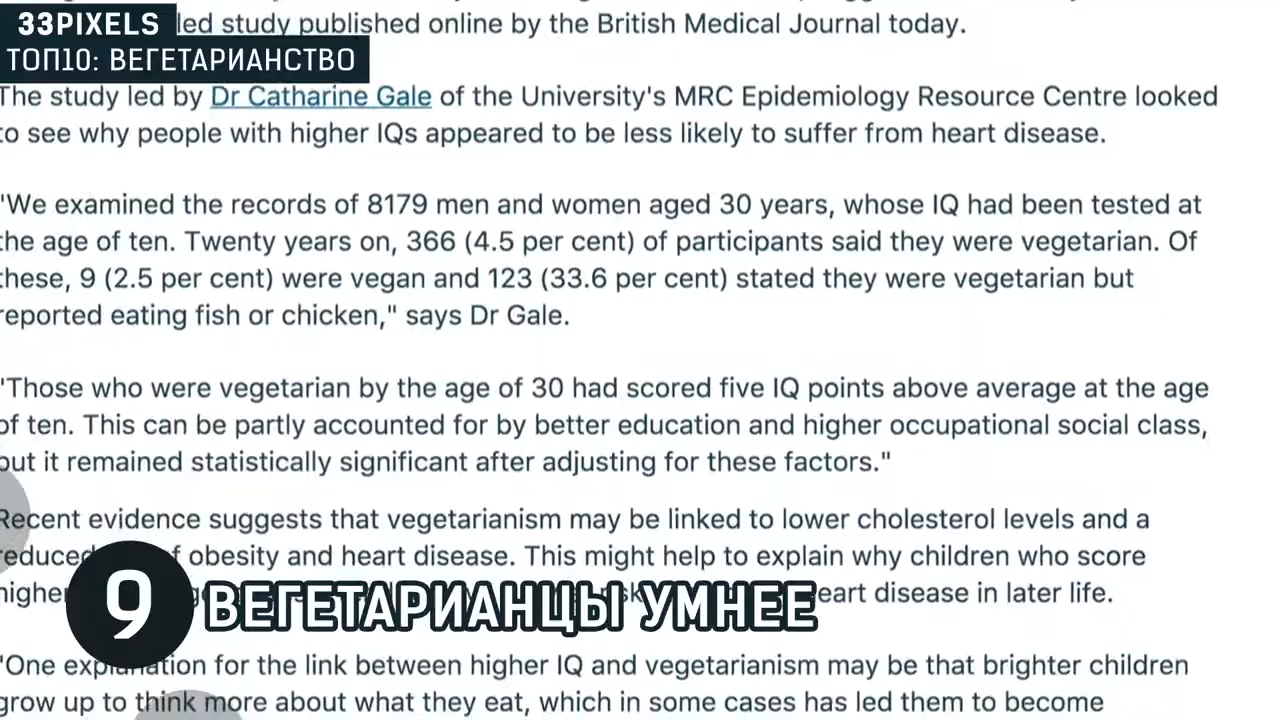 33PIXELS
ТОП10: ВЕГЕТАРИАНСТВО
led study published online by the British Medical Journal today.
The study led by Dr Catharine Gale of the University's MRC Epidemiology Resource Centre looked
to see why people with higher IQs appeared to be less likely to suffer from heart disease.
"We examined the records of 8179 men and women aged 30 years, whose IQ had been tested at
the age of ten. Twenty years on, 366 (4.5 per cent) of participants said they were vegetarian. Of
these, 9 (2.5 per cent) were vegan and 123 (33.6 per cent) stated they were vegetarian but
reported eating fish or chicken," says Dr Gale.
"Those who were vegetarian by the age of 30 had scored five IQ points above average at the age
of ten. This can be partly accounted for by better education and higher occupational social class,
but it remained statistically significant after adjusting for these factors."
Recent evidence suggests that vegetarianism may be linked to lower cholesterol levels and a
reduced of obesity and heart disease. This might help to explain why children who score
higher heart disease in later life.
9 ВЕГЕТАРИАНЦЫ УМНЕЕ
"One explanation for the link between higher IQ and vegetarianism may be that brighter children
grow up to think more about what they eat, which in some cases has led them to become